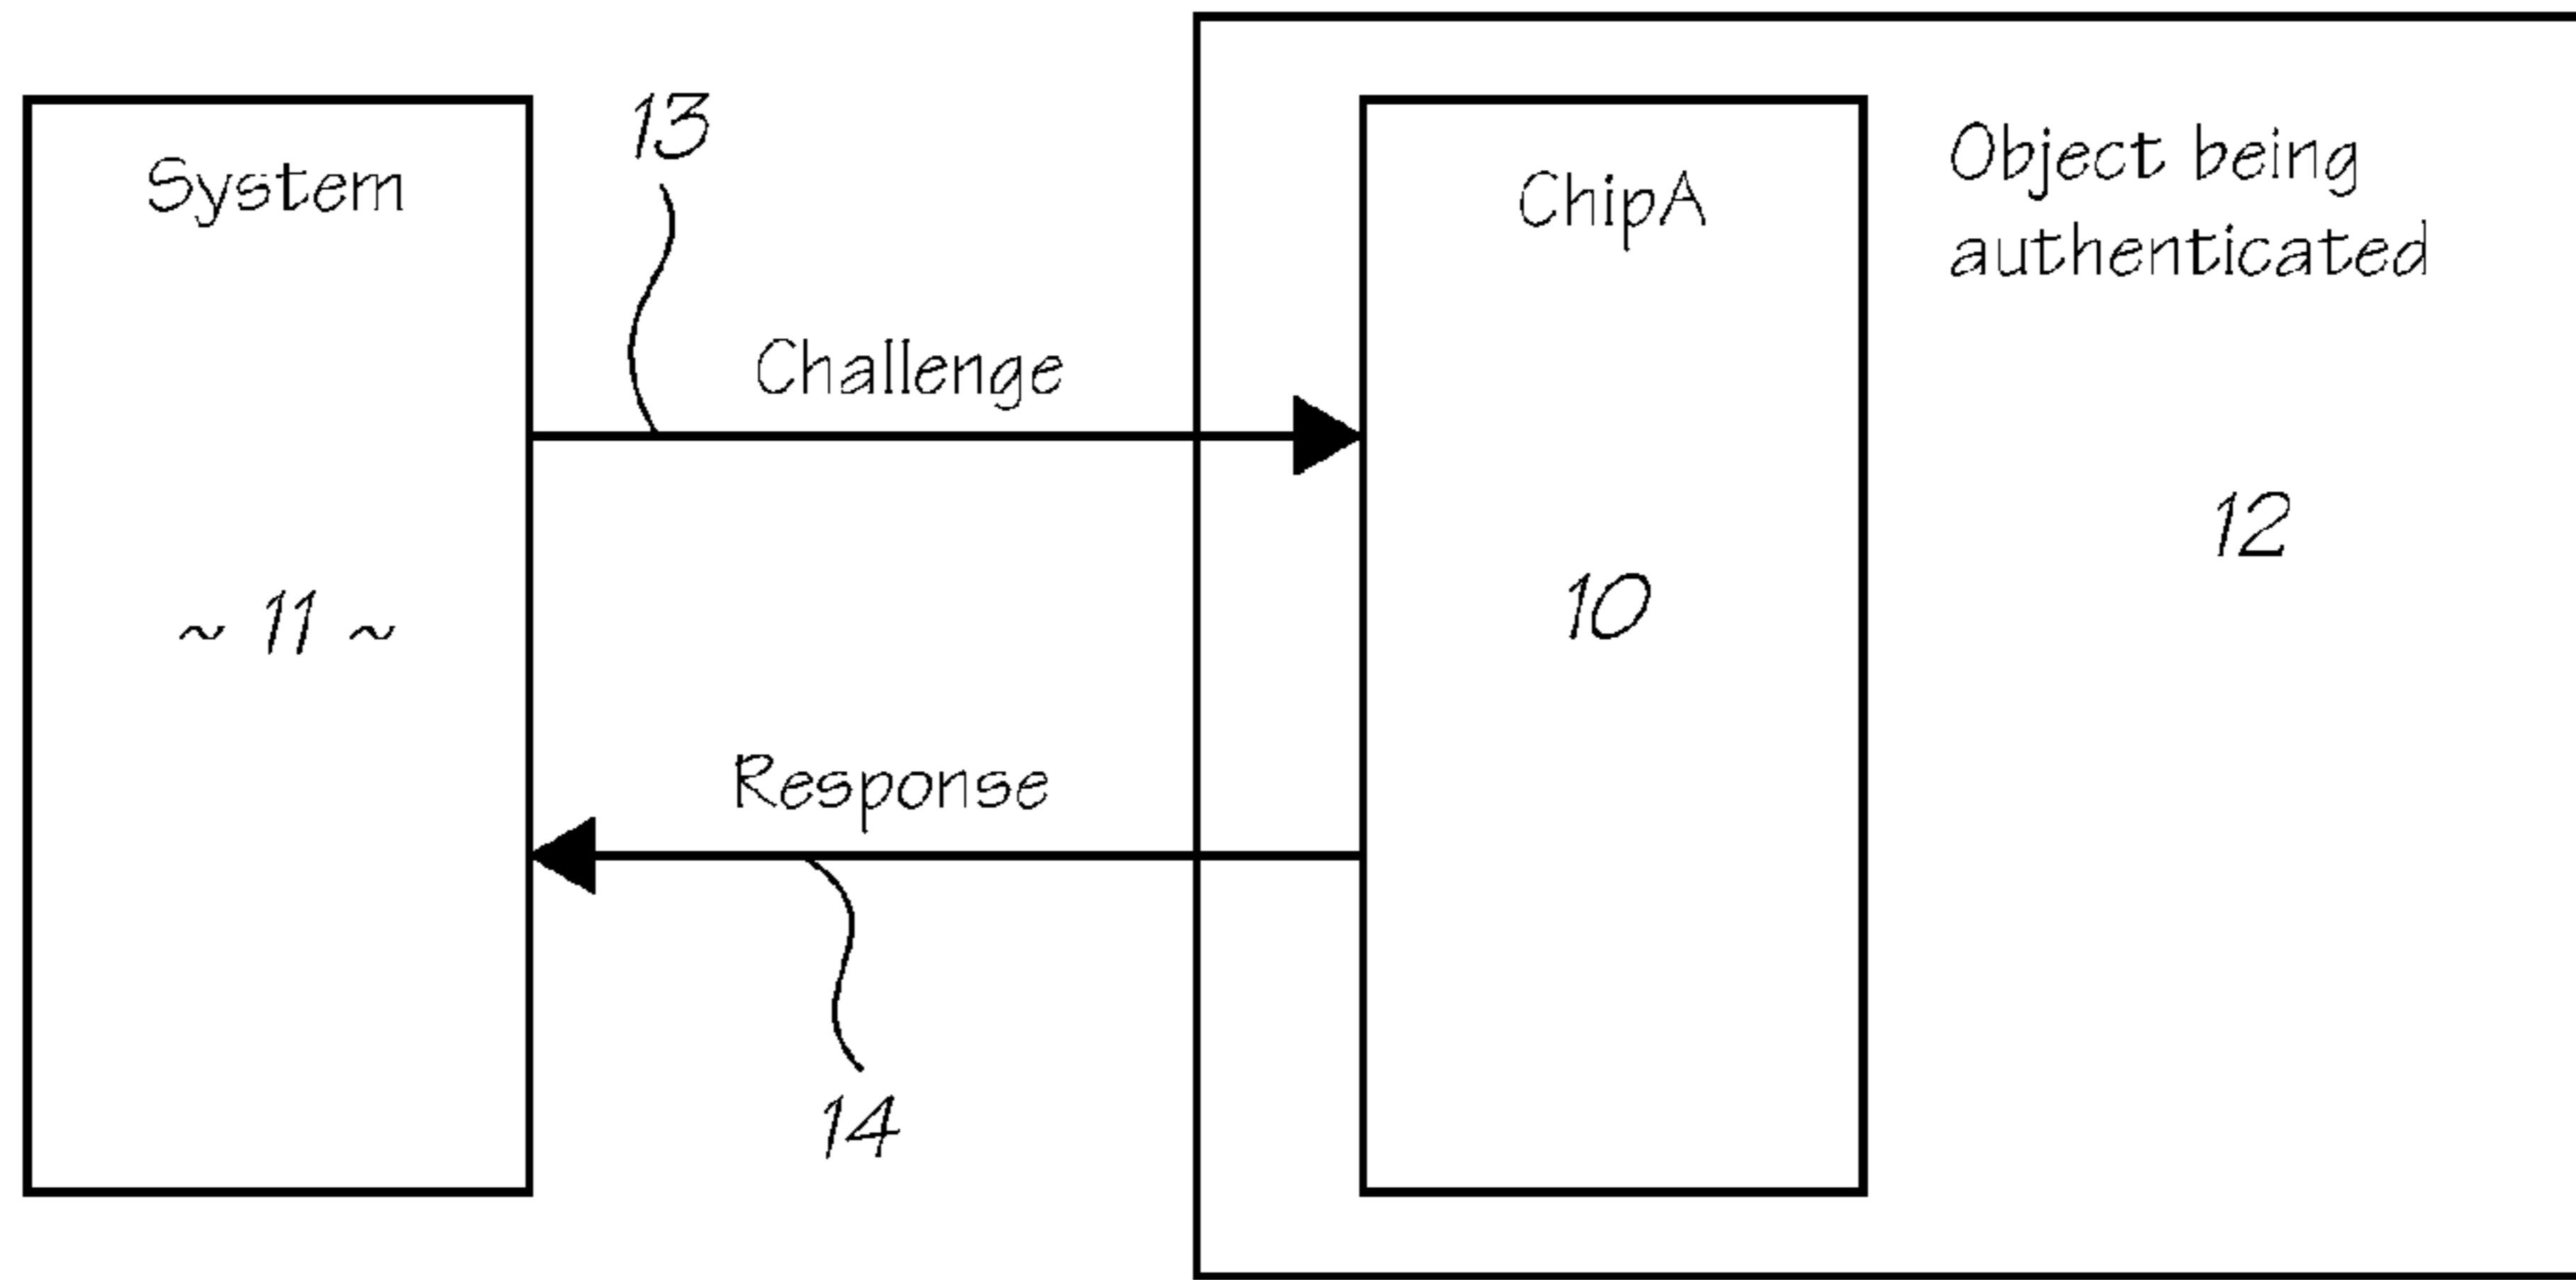 System
~ 11 ~
13
Challenge
Response
14
ChipA
10
Object being
authenticated
12